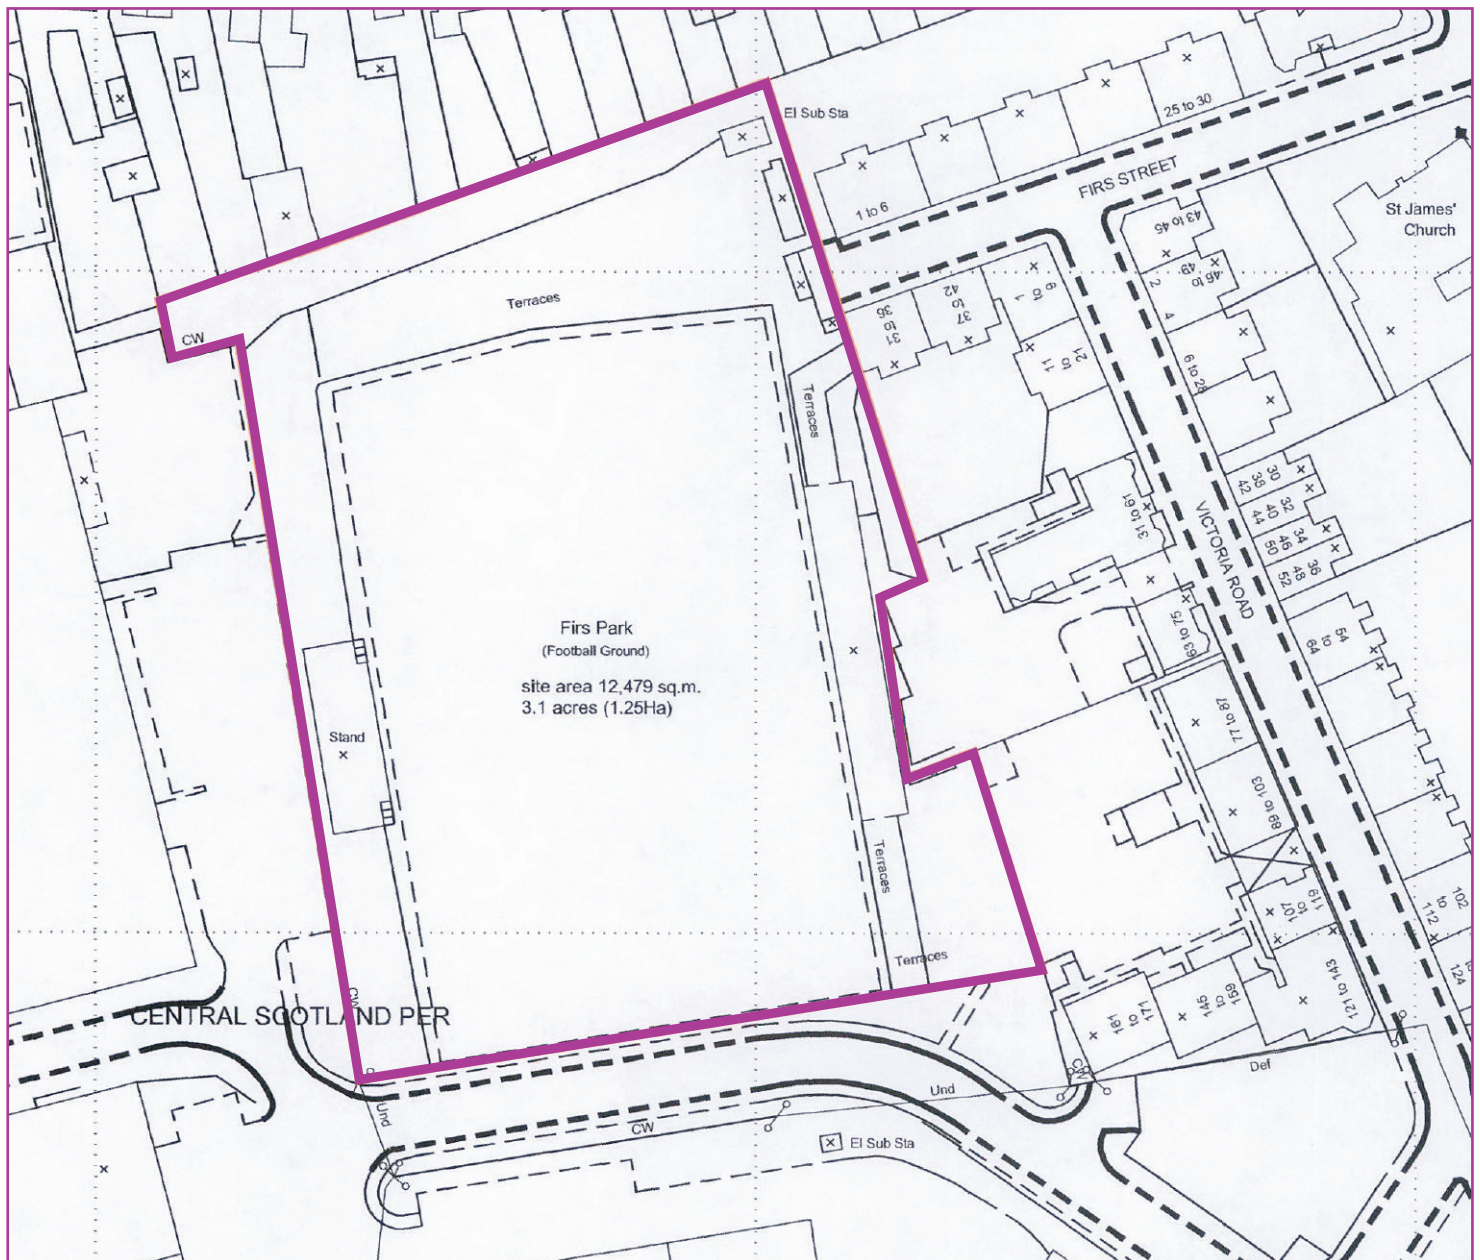 El Sub Sta
25 to 30
FIRS STREET
1 to 6
St James'
Church
43 to 45
46 to
49
2
4
6 to 28
Terraces
CW
31 to
36
37 to
42
1 to 6
11 to 21
Terraces
30
32
34
36
38
40
46
48
42
44
50
52
31 to 61
VICTORIA ROAD
54
to
64
63 to 75
Firs Park
(Football Ground)
site area 12,479 sq.m.
3.1 acres (1.25Ha)
Stand
77 to 87
89 to 103
Terraces
107
to
119
102
to
112
124
Terraces
121 to 143
145
to
159
161
to
171
CW
CENTRAL SCOTLAND PER
Und
CW
Und
CW
Def
El Sub Sta